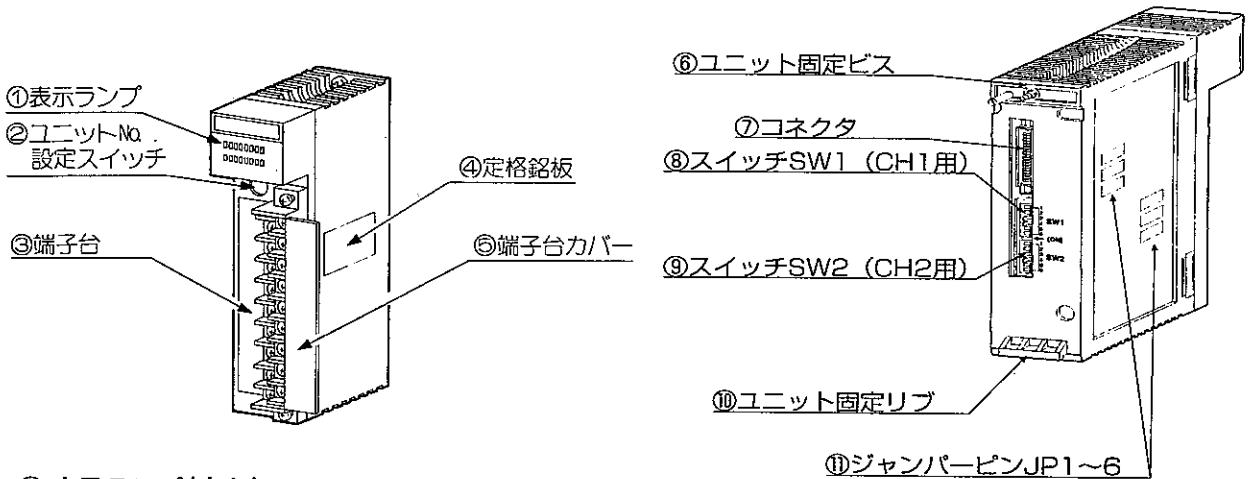 ①表示ランプ
②ユニットNo.
設定スイッチ
③端子台
④定格銘板
⑤端子台カバー
⑥ユニット固定ビス
⑦コネクタ
⑧スイッチSW1（CH1用）
⑨スイッチSW2（CH2用）
SW1
SW2
⑩ユニット固定リブ
⑪ジャンパーピンJP1〜6